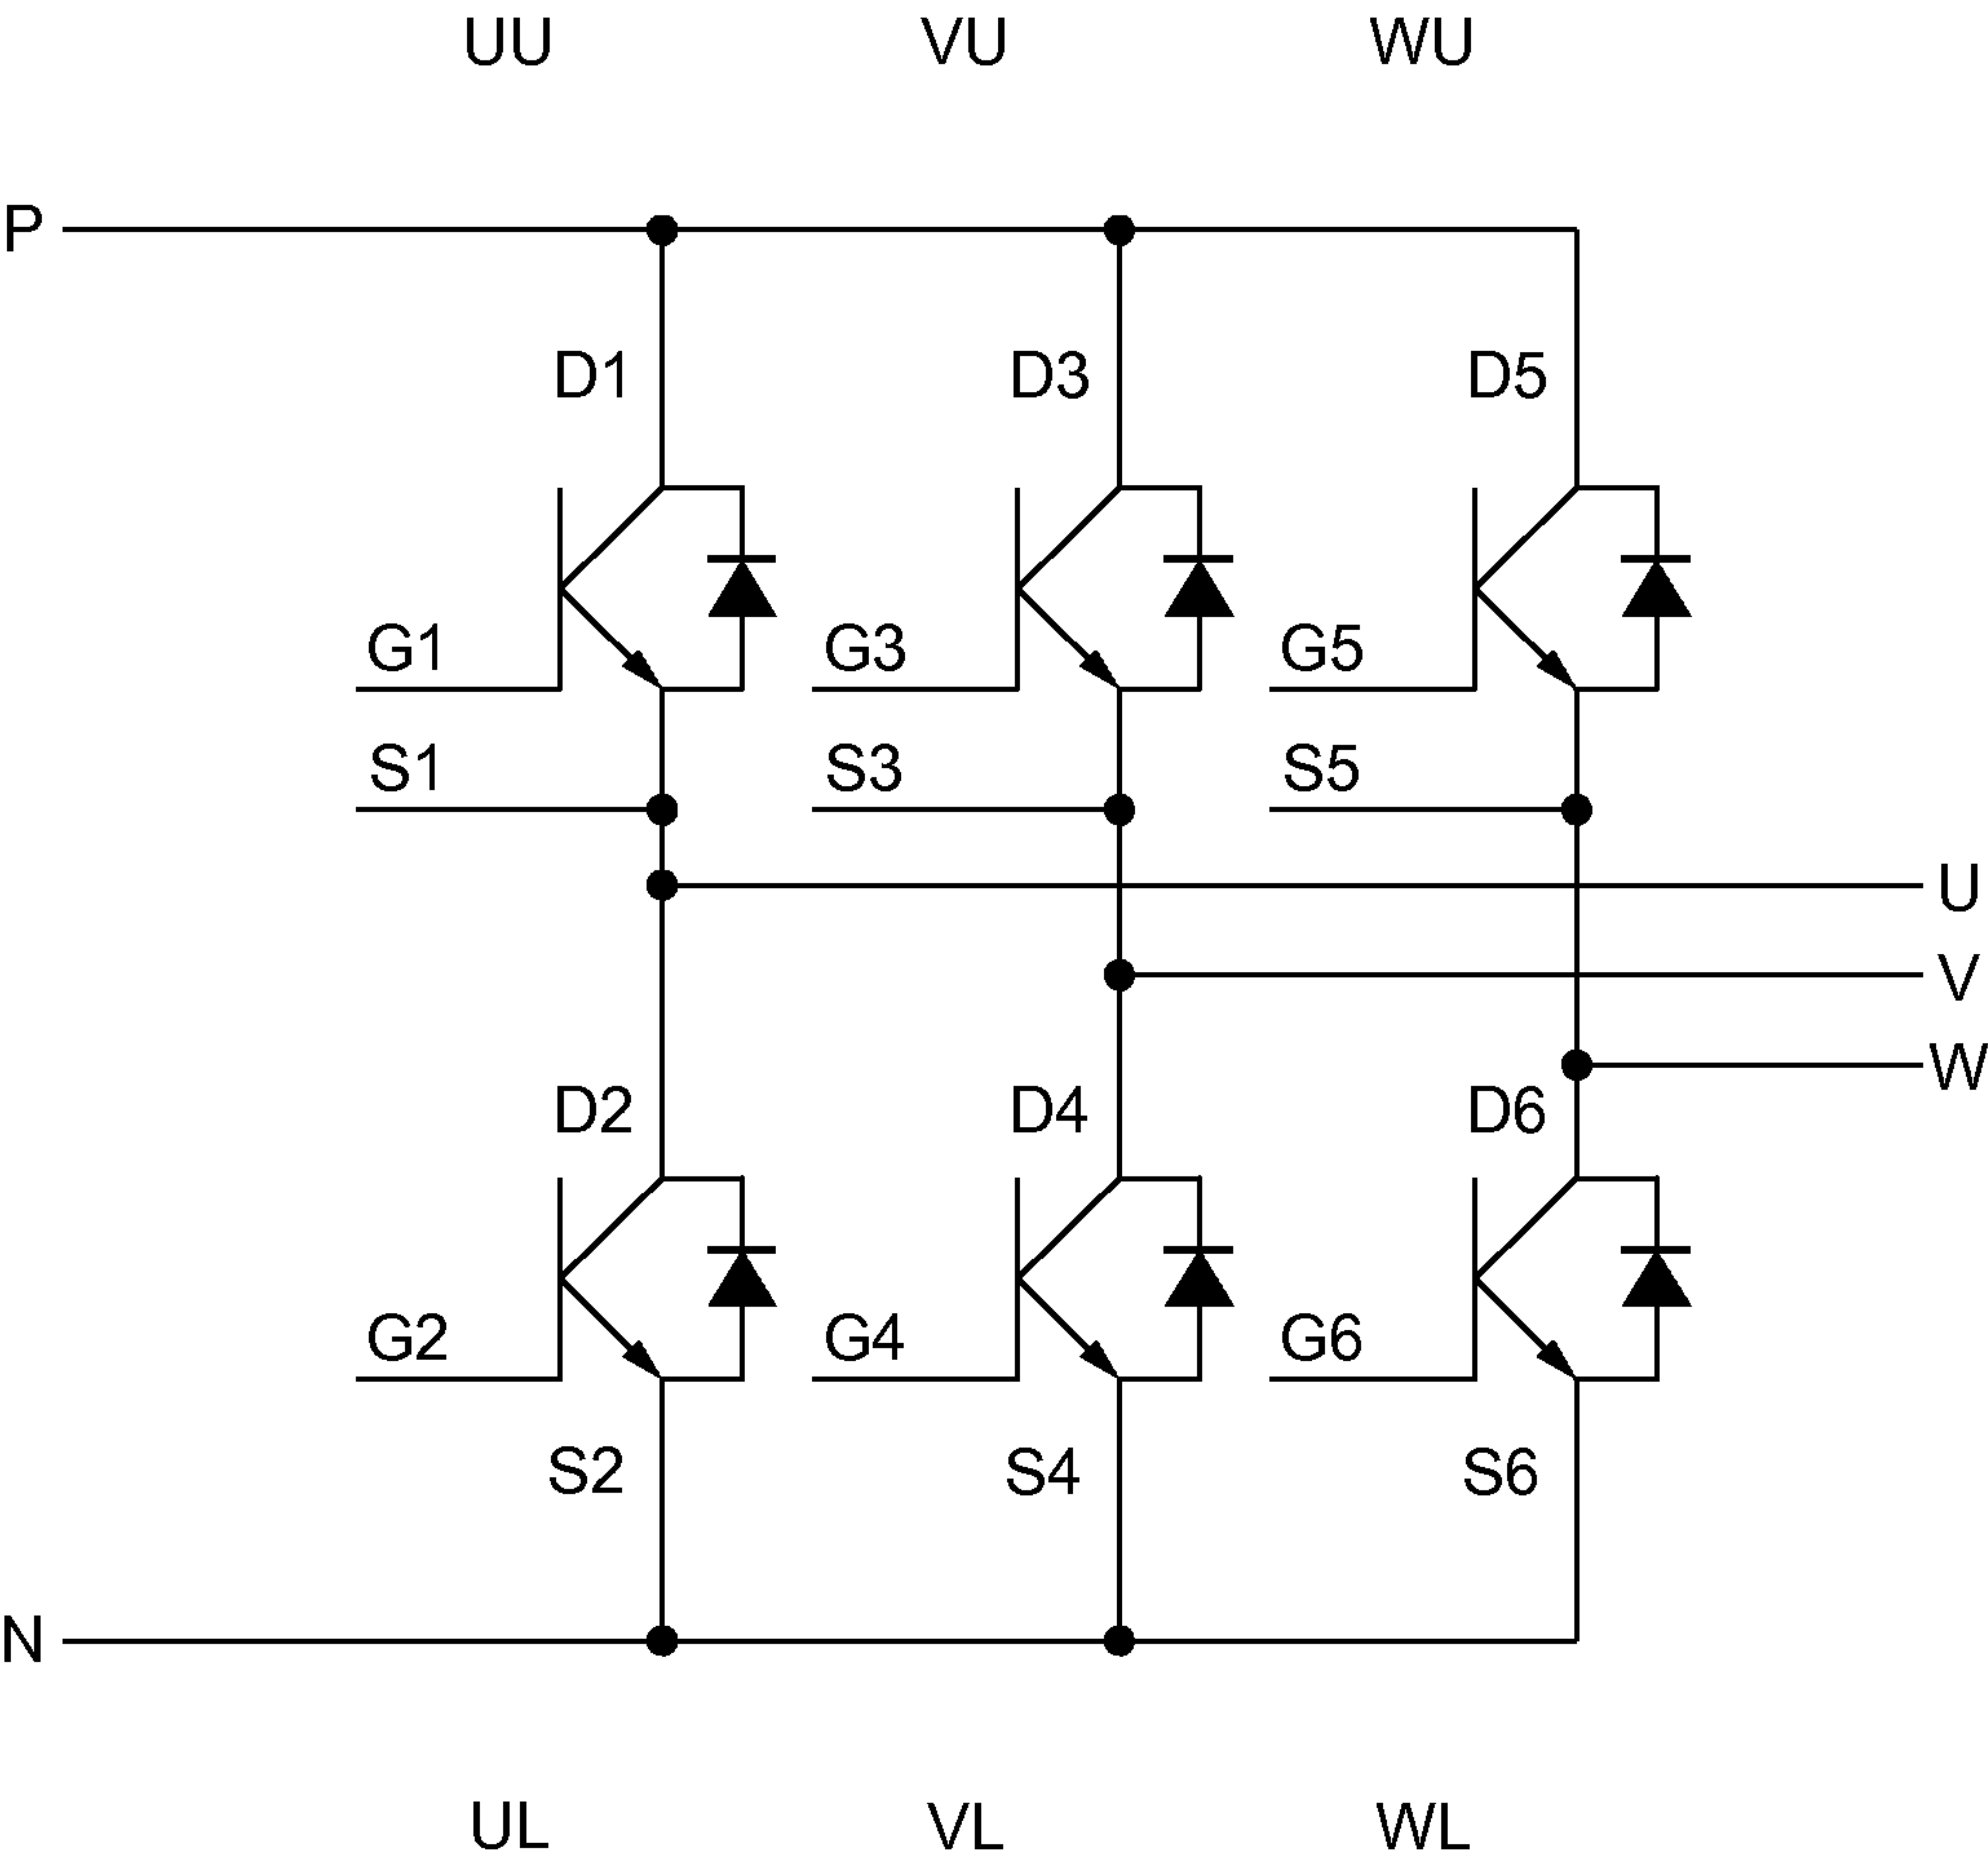 UU VU WU
P
D1 D3 D5
G1 G3 G5
S1 S3 S5
U
V
W
D2 D4 D6
G2 G4 G6
S2 S4 S6
N
UL VL WL